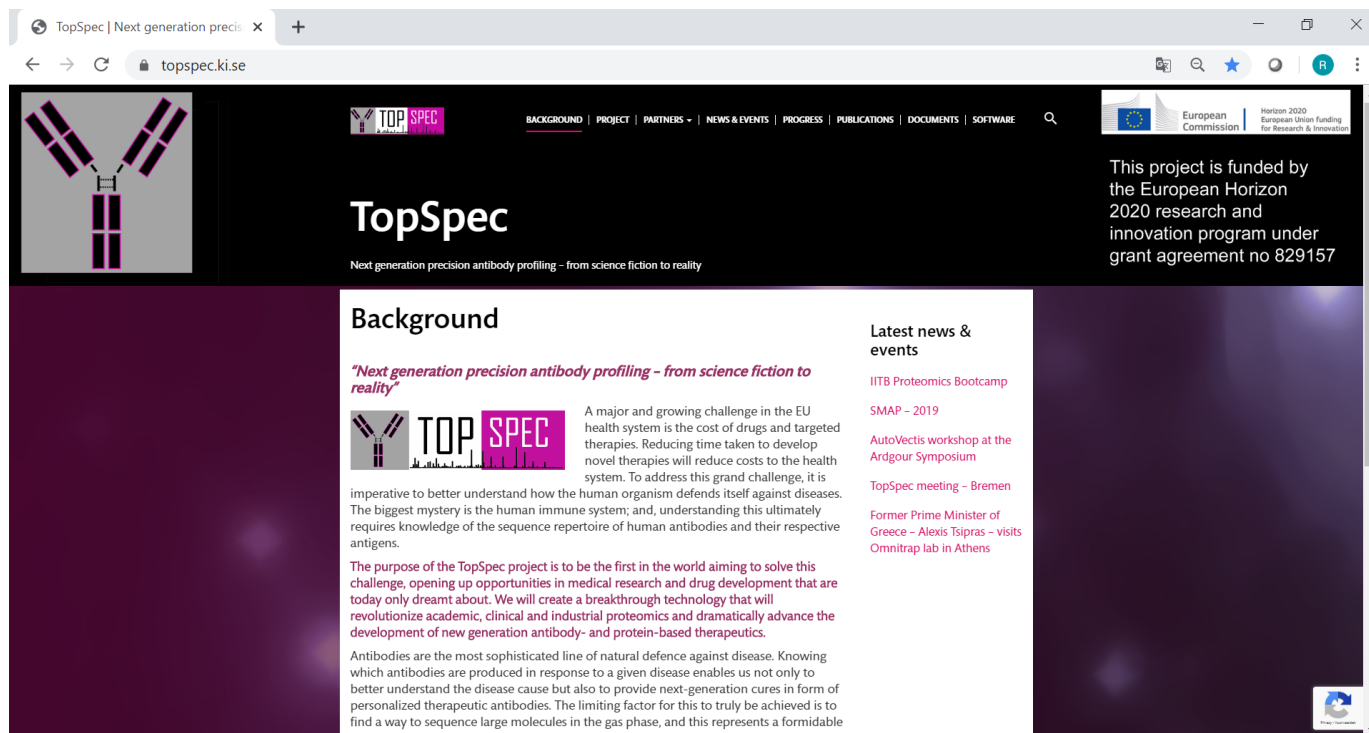 TopSpec | Next generation precis
topspec.ki.se
R
TOP SPEC
BACKGROUND | PROJECT | PARTNERS | NEWS & EVENTS | PROGRESS | PUBLICATIONS | DOCUMENTS | SOFTWARE
European
Commission
Horizon 2020
European Union funding
for Research & Innovation
This project is funded by
the European Horizon
2020 research and
innovation program under
grant agreement no 829157
TopSpec
Next generation precision antibody profiling – from science fiction to reality
Background
"Next generation precision antibody profiling – from science fiction to
reality"
TOP SPEC
A major and growing challenge in the EU
health system is the cost of drugs and targeted
therapies. Reducing time taken to develop
novel therapies will reduce costs to the health
system. To address this grand challenge, it is
imperative to better understand how the human organism defends itself against diseases.
The biggest mystery is the human immune system; and, understanding this ultimately
requires knowledge of the sequence repertoire of human antibodies and their respective
antigens.
The purpose of the TopSpec project is to be the first in the world aiming to solve this
challenge, opening up opportunities in medical research and drug development that are
today only dreamt about. We will create a breakthrough technology that will
revolutionize academic, clinical and industrial proteomics and dramatically advance the
development of new generation antibody- and protein-based therapeutics.
Antibodies are the most sophisticated line of natural defence against disease. Knowing
which antibodies are produced in response to a given disease enables us not only to
better understand the disease cause but also to provide next-generation cures in form of
personalized therapeutic antibodies. The limiting factor for this to truly be achieved is to
find a way to sequence large molecules in the gas phase, and this represents a formidable
Latest news &
events
IITB Proteomics Bootcamp
SMAP – 2019
AutoVectis workshop at the
Ardgour Symposium
TopSpec meeting – Bremen
Former Prime Minister of
Greece – Alexis Tsipras – visits
Omnitrap lab in Athens